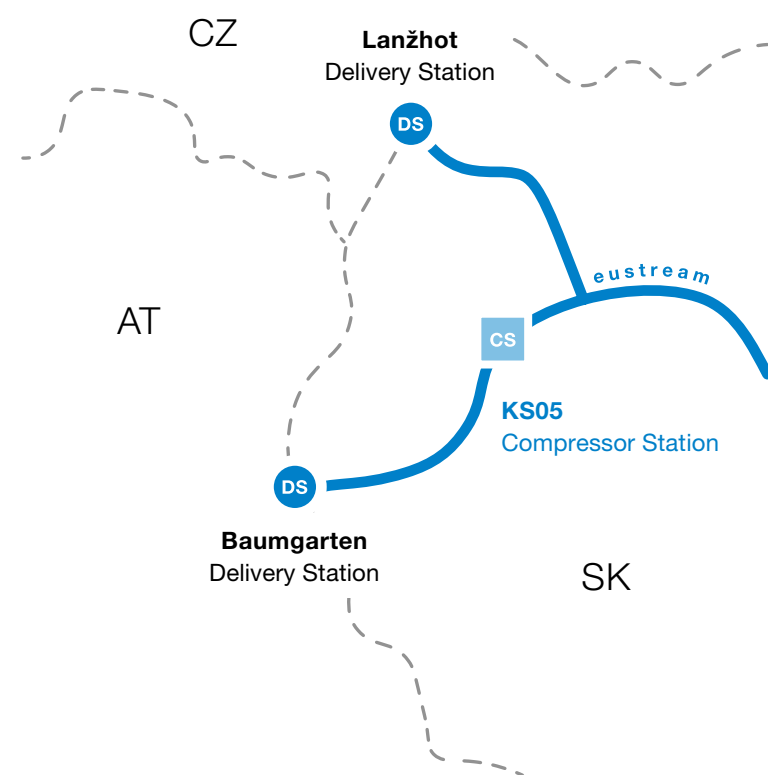 CZ
Lanžhot
Delivery Station
DS
eustream
AT
CS
KS05
Compressor Station
DS
Baumgarten
Delivery Station
SK